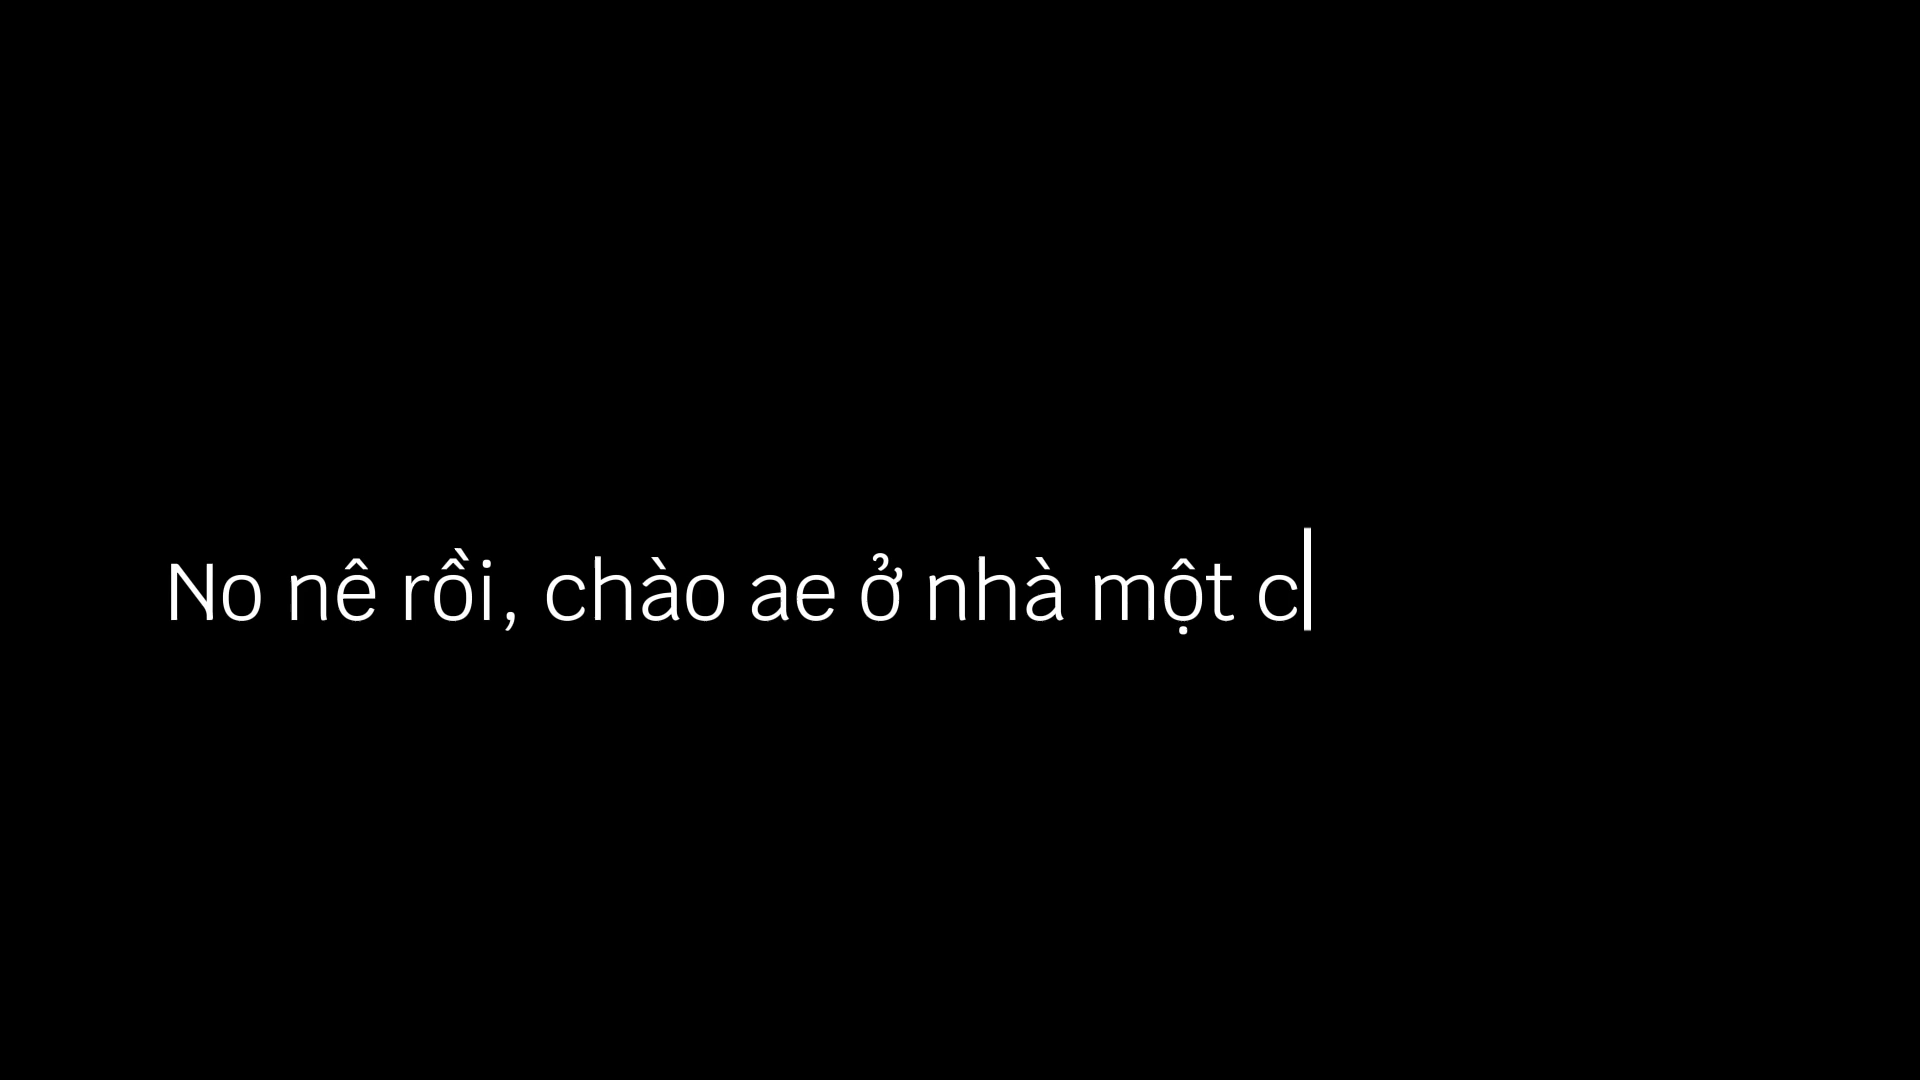 No nê rồi, chào ae ở nhà một c